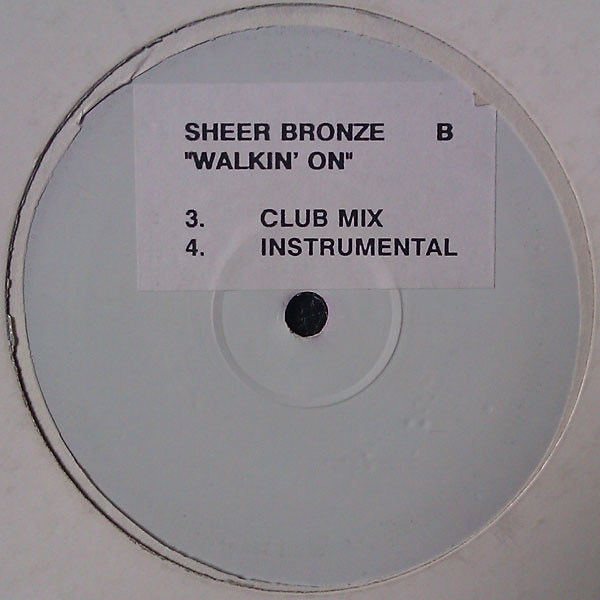 SHEER BRONZE B
"WALKIN' ON"
3. CLUB MIX
4. INSTRUMENTAL